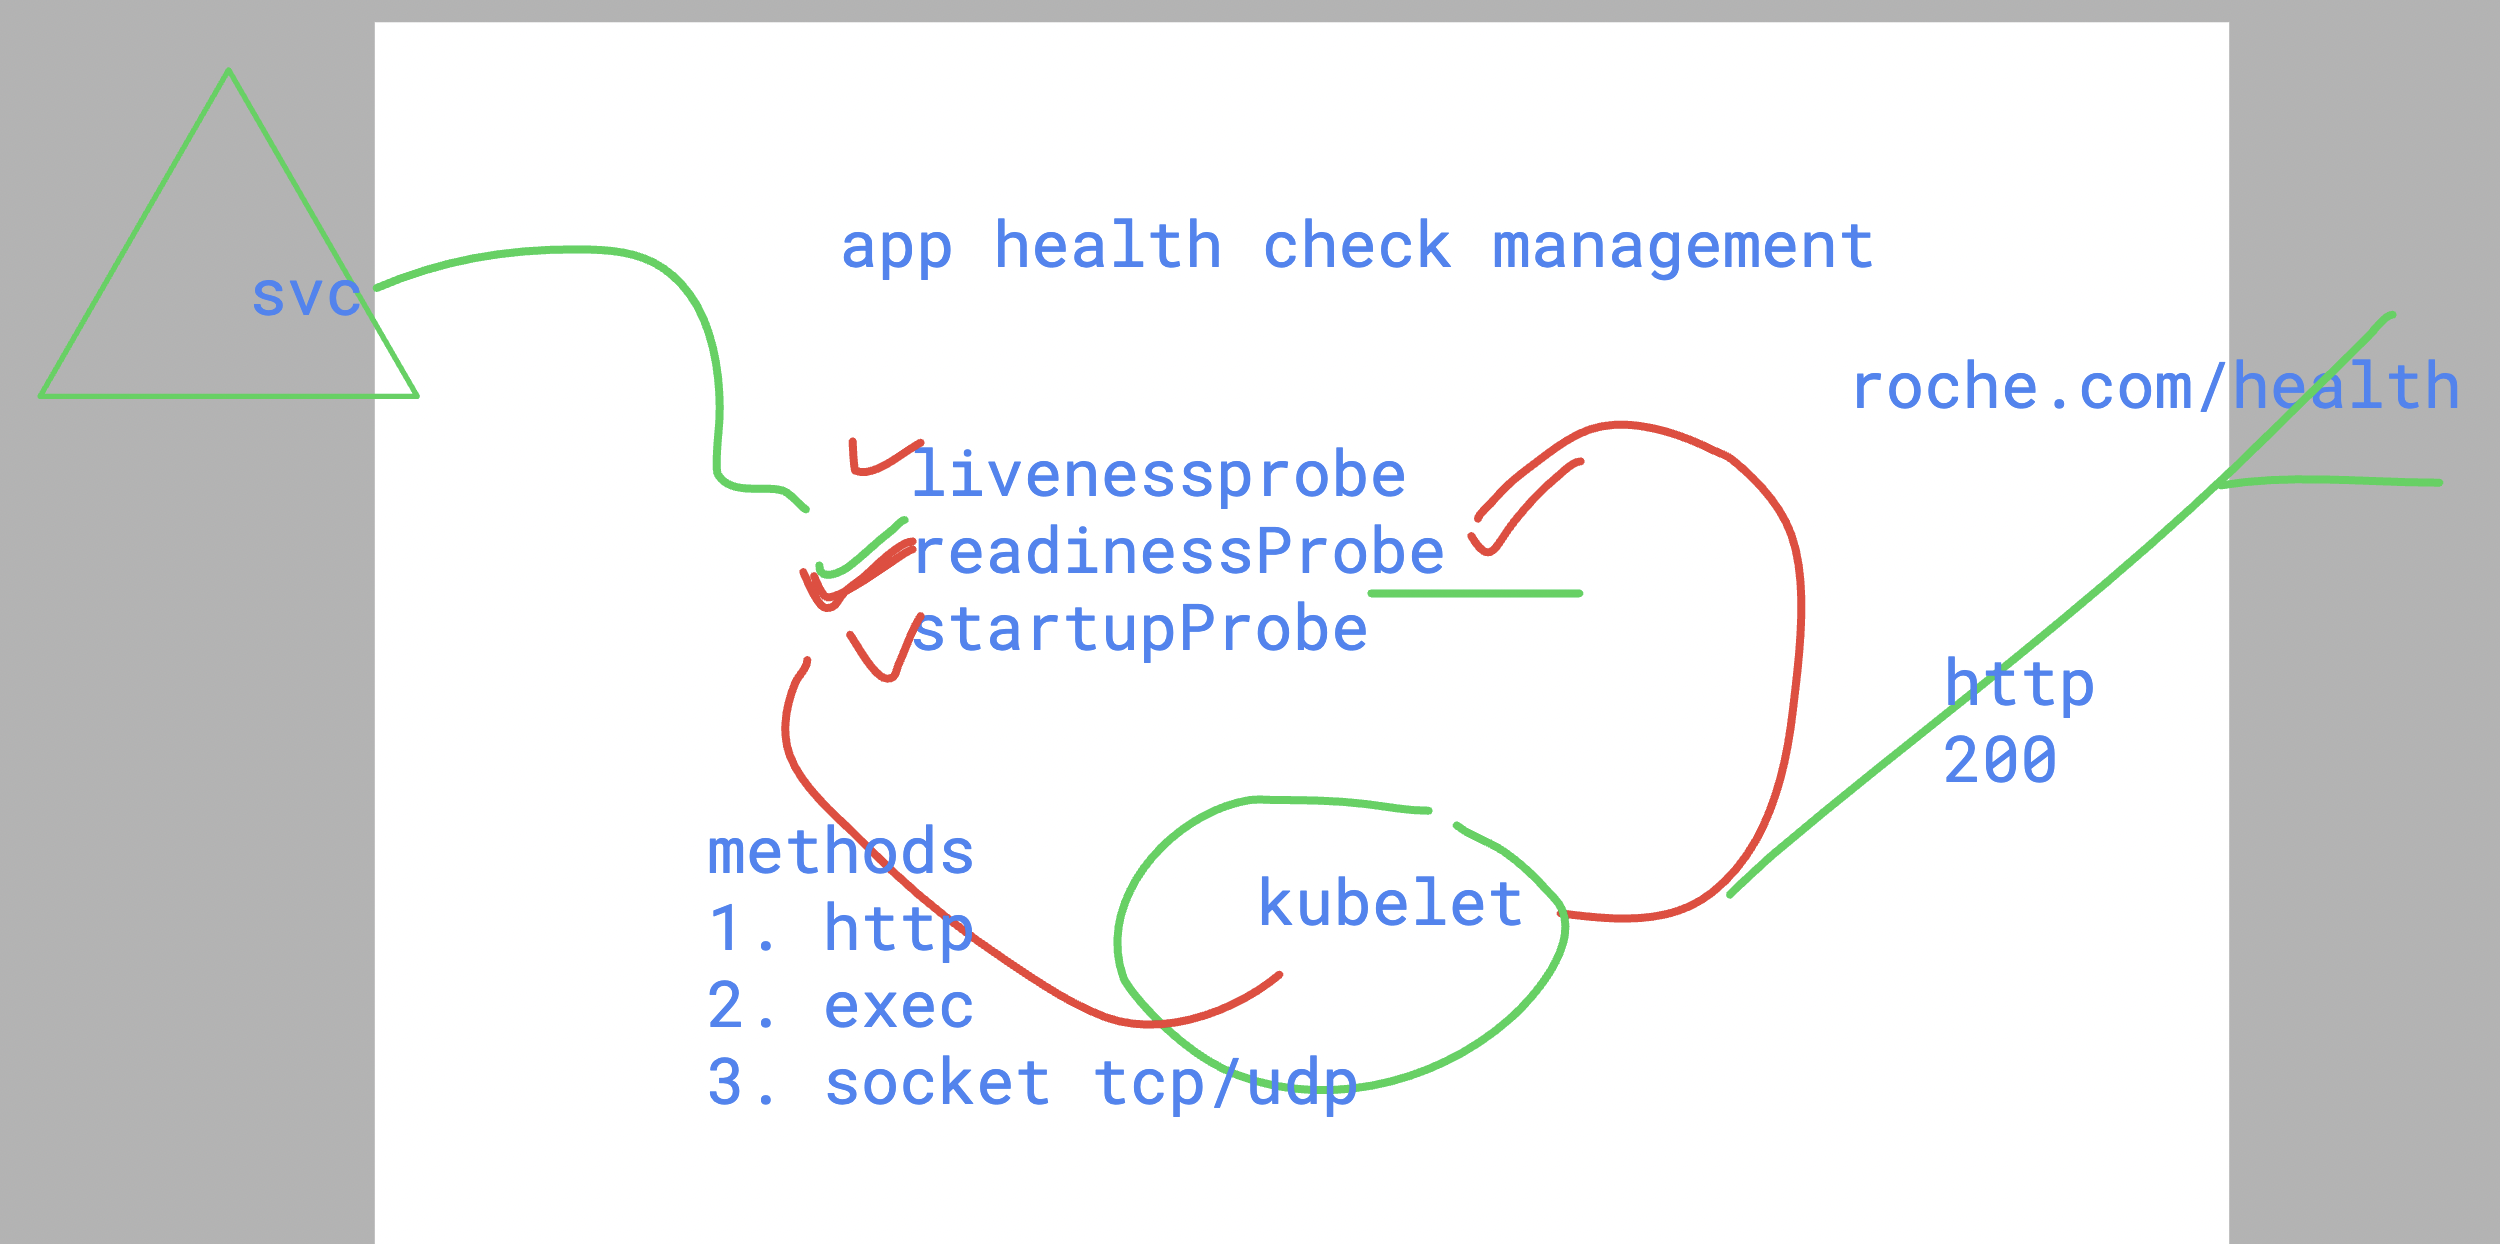 app health check management
svc
roche.com/health
livenessprobe
readinessProbe
startupProbe
http
200
methods
1. http
2. exec
3. socket tcp/udp
kubelet